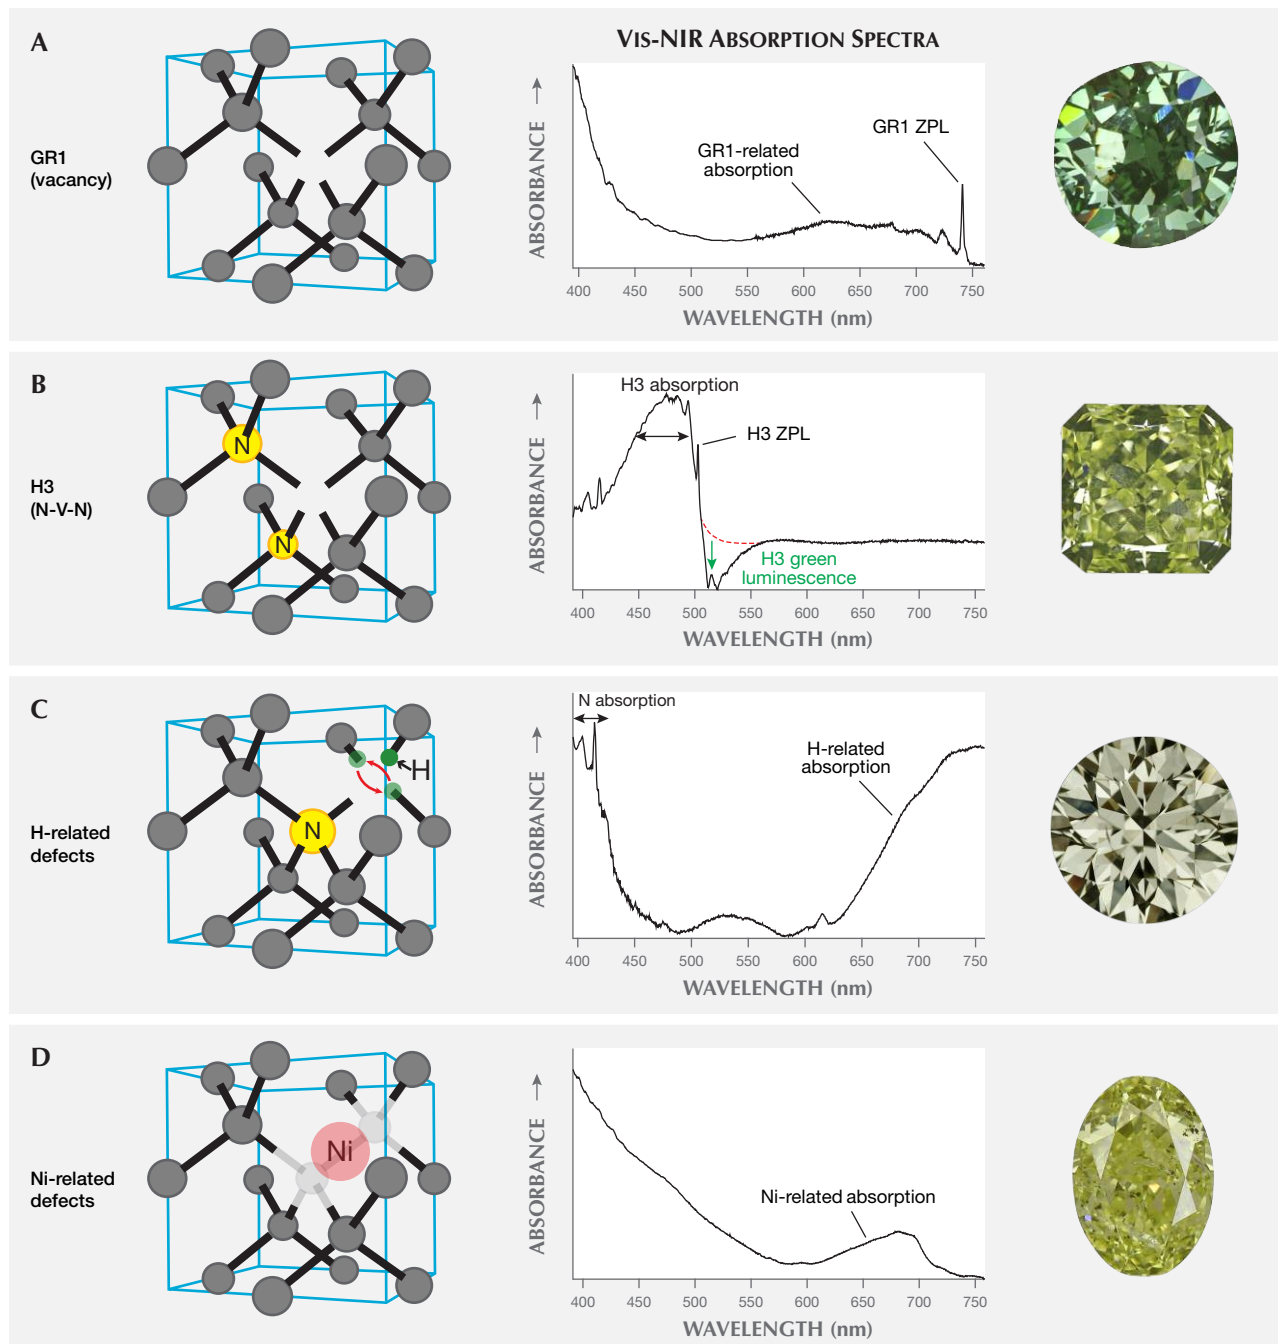 A
VIS-NIR ABSORPTION SPECTRA
GR1
(vacancy)
ABSORBANCE →
GR1-related
absorption
GR1 ZPL
400 450 500 550 600 650 700 750
WAVELENGTH (nm)
B
H3
(N-V-N)
N
N
ABSORBANCE →
H3 absorption
H3 ZPL
H3 green
luminescence
400 450 500 550 600 650 700 750
WAVELENGTH (nm)
C
H-related
defects
H
N
ABSORBANCE →
N absorption
H-related
absorption
400 450 500 550 600 650 700 750
WAVELENGTH (nm)
D
Ni-related
defects
Ni
ABSORBANCE →
Ni-related absorption
400 450 500 550 600 650 700 750
WAVELENGTH (nm)